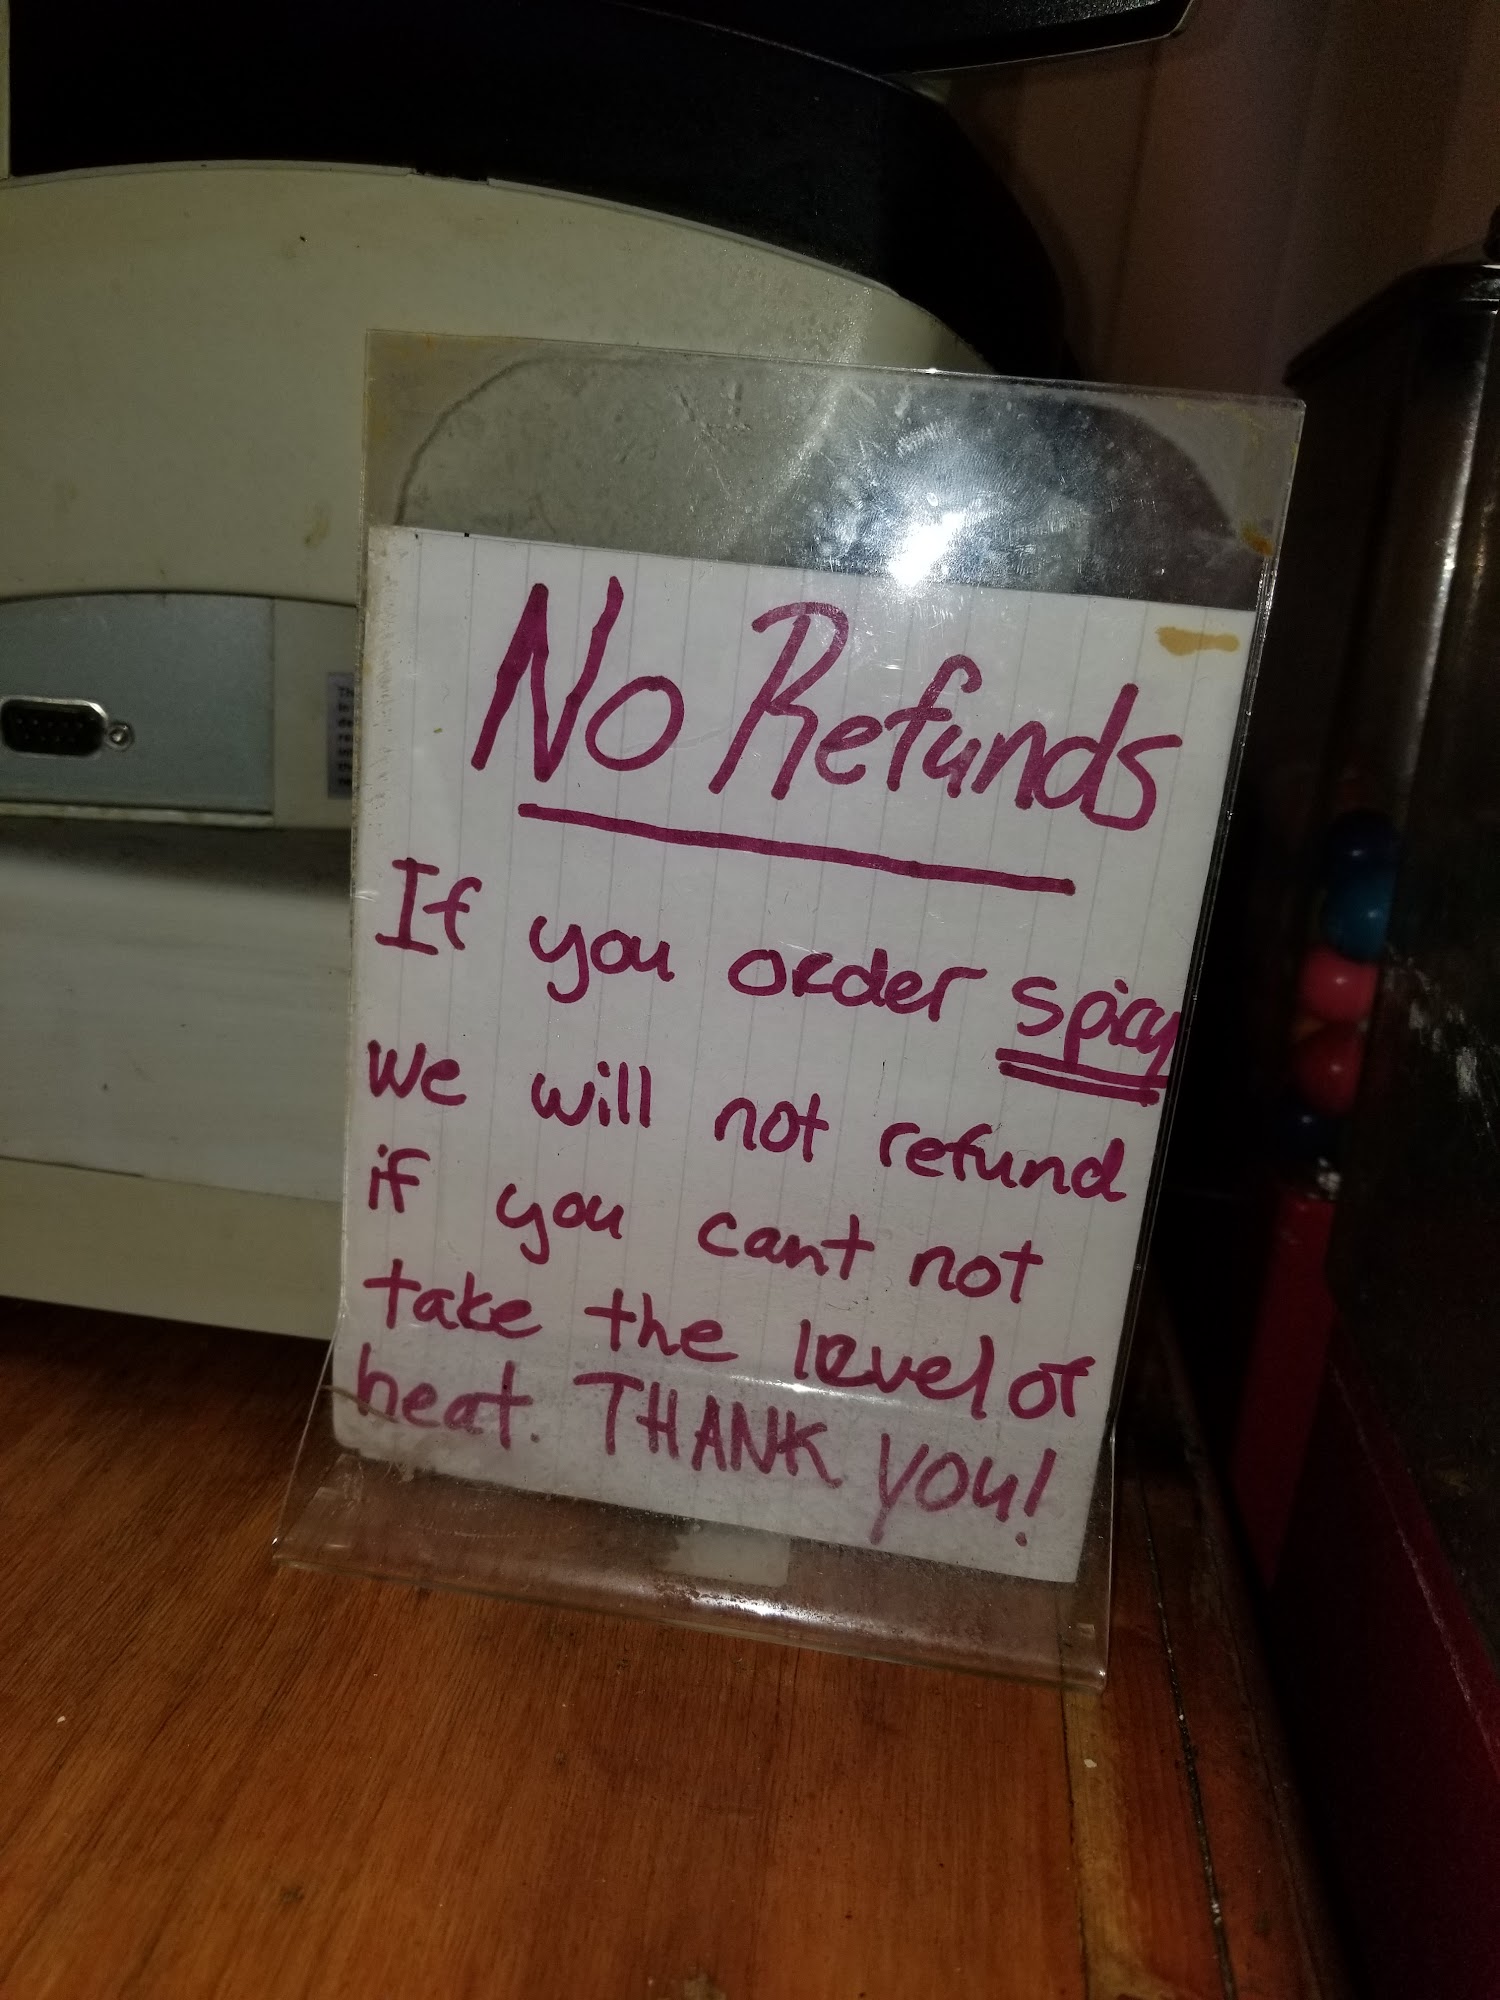 No Refunds
If you order spicy
we will not refund
if you cant not
take the level of
heat. THANK YOU!